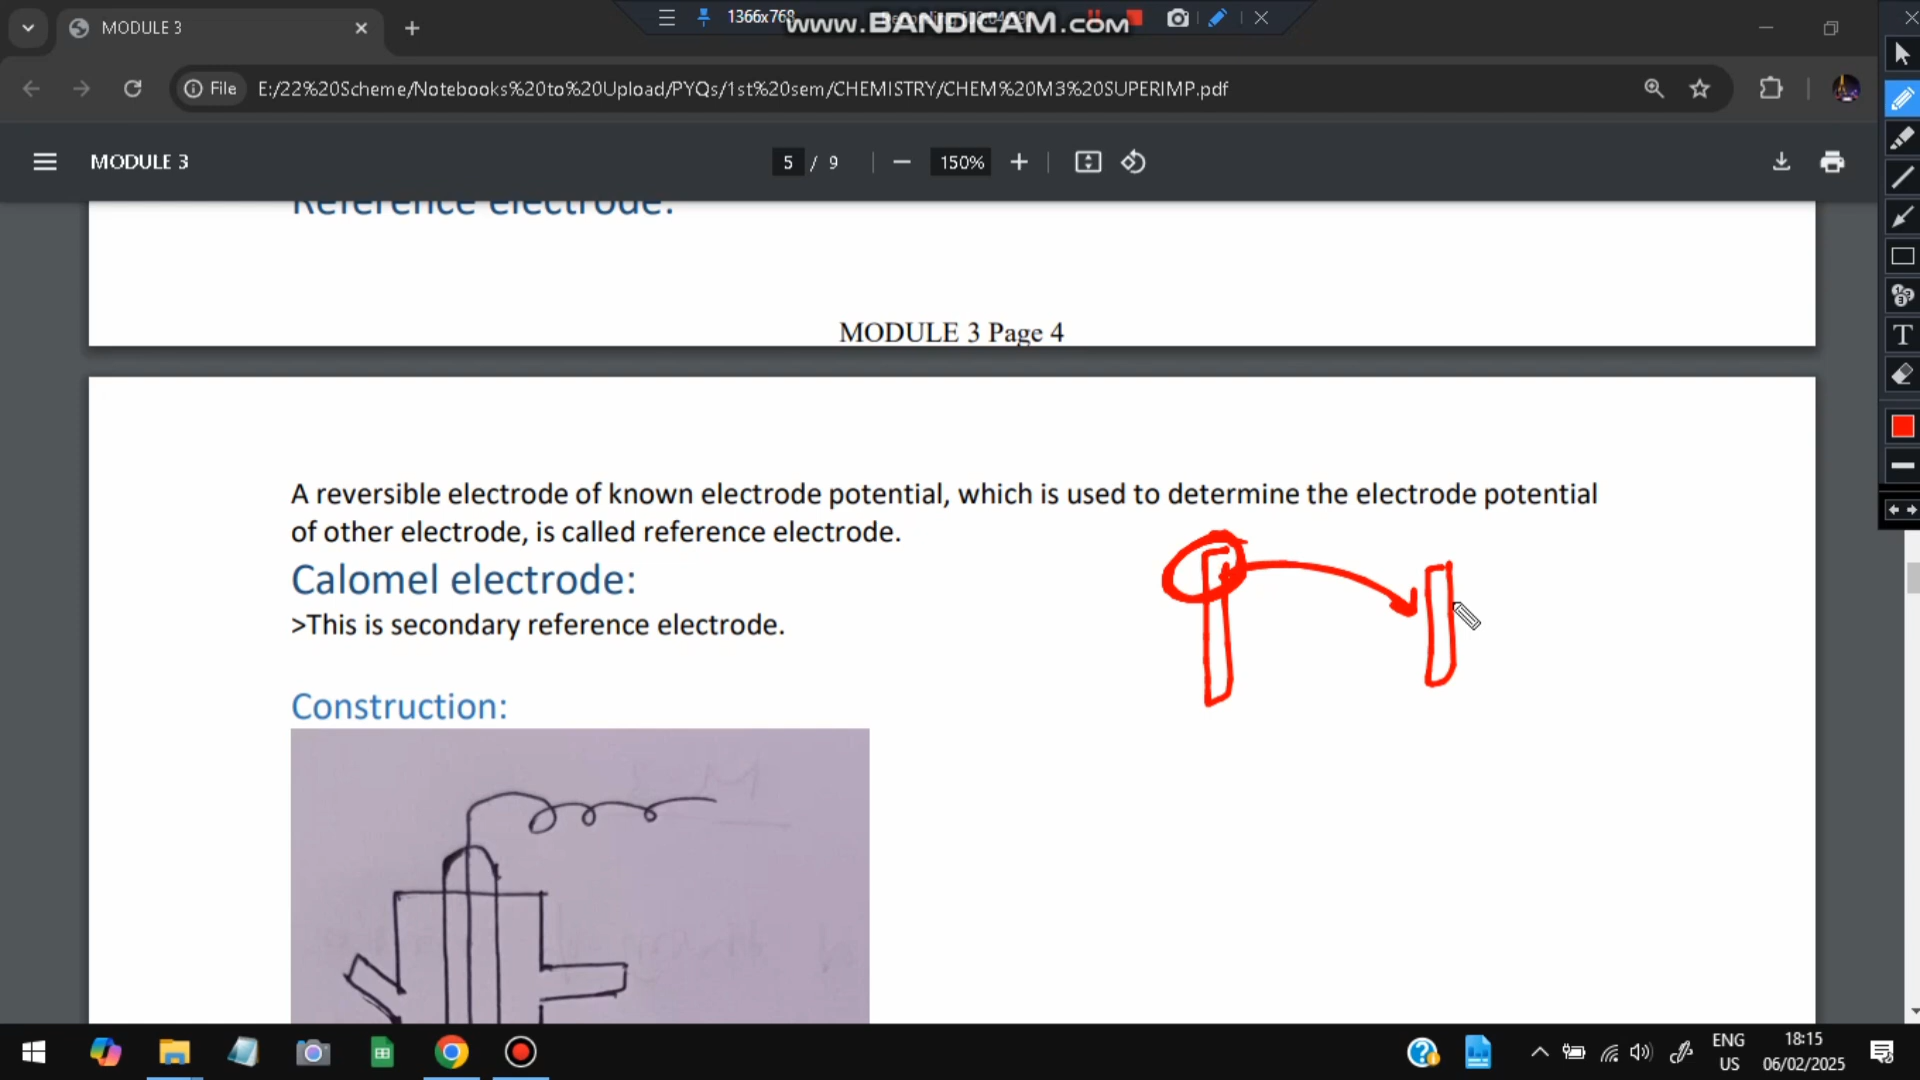 MODULE 3
1366x768
www.BANDICAM.com
File
E:/22%20Scheme/Notebooks%20to%20Upload/PYQs/1st%20sem/CHEMISTRY/CHEM%20M3%20SUPERIMP.pdf
MODULE 3
5 / 9
150%
Reference electrode:
MODULE 3 Page 4
A reversible electrode of known electrode potential, which is used to determine the electrode potential
of other electrode, is called reference electrode.
Calomel electrode:
>This is secondary reference electrode.
Construction:
T
ENG
US
18:15
06/02/2025